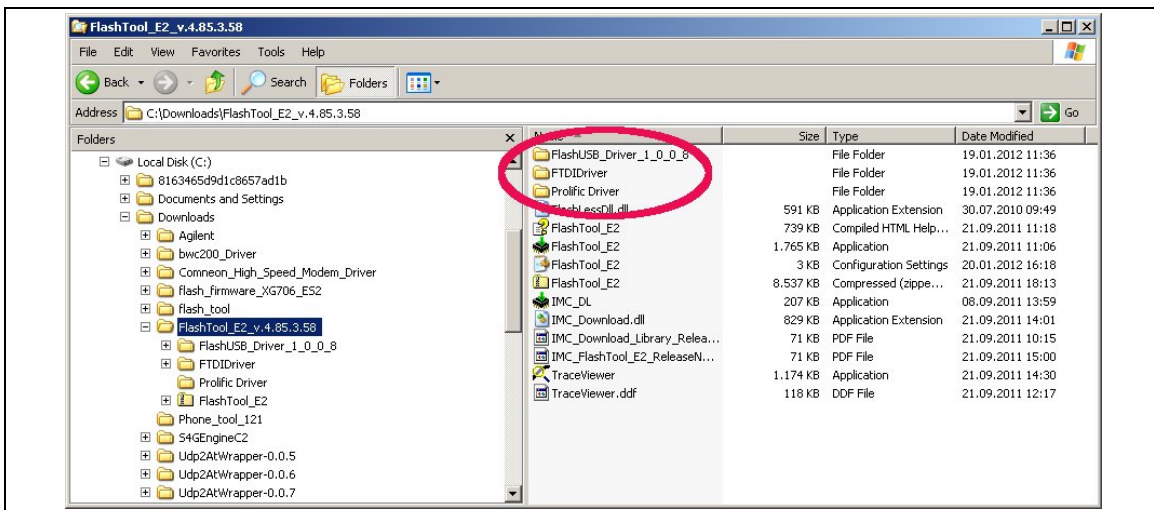 FlashTool_E2_v.4.85.3.58
File Edit View Favorites Tools Help
Back Search Folders
Address C:\Downloads\FlashTool_E2_v.4.85.3.58 Go
Folders
Local Disk (C:)
8163465d9d1c8657ad1b
Documents and Settings
Downloads
Agilent
bwc200_Driver
Comneon_High_Speed_Modem_Driver
flash_firmware_XG706_ES2
flash_tool
FlashTool_E2_v.4.85.3.58
FlashUSB_Driver_1_0_0_8
FTDIDriver
Prolific Driver
FlashTool_E2
Phone_tool_121
S4GEngineC2
Udp2AtWrapper-0.0.5
Udp2AtWrapper-0.0.6
Udp2AtWrapper-0.0.7
Name Size Type Date Modified
FlashUSB_Driver_1_0_0_8 File Folder 19.01.2012 11:36
FTDIDriver File Folder 19.01.2012 11:36
Prolific Driver File Folder 19.01.2012 11:36
FlashLessDll.dll 591 KB Application Extension 30.07.2010 09:49
FlashTool_E2 739 KB Compiled HTML Help... 21.09.2011 11:18
FlashTool_E2 1.765 KB Application 21.09.2011 11:06
FlashTool_E2 3 KB Configuration Settings 20.01.2012 16:18
FlashTool_E2 8.537 KB Compressed (zippe... 21.09.2011 18:13
IMC_DL 207 KB Application 08.09.2011 13:59
IMC_Download.dll 829 KB Application Extension 21.09.2011 14:01
IMC_Download_Library_Relea... 71 KB PDF File 21.09.2011 10:15
IMC_FlashTool_E2_ReleaseN... 71 KB PDF File 21.09.2011 15:00
TraceViewer 1.174 KB Application 21.09.2011 14:30
TraceViewer.ddf 118 KB DDF File 21.09.2011 12:17